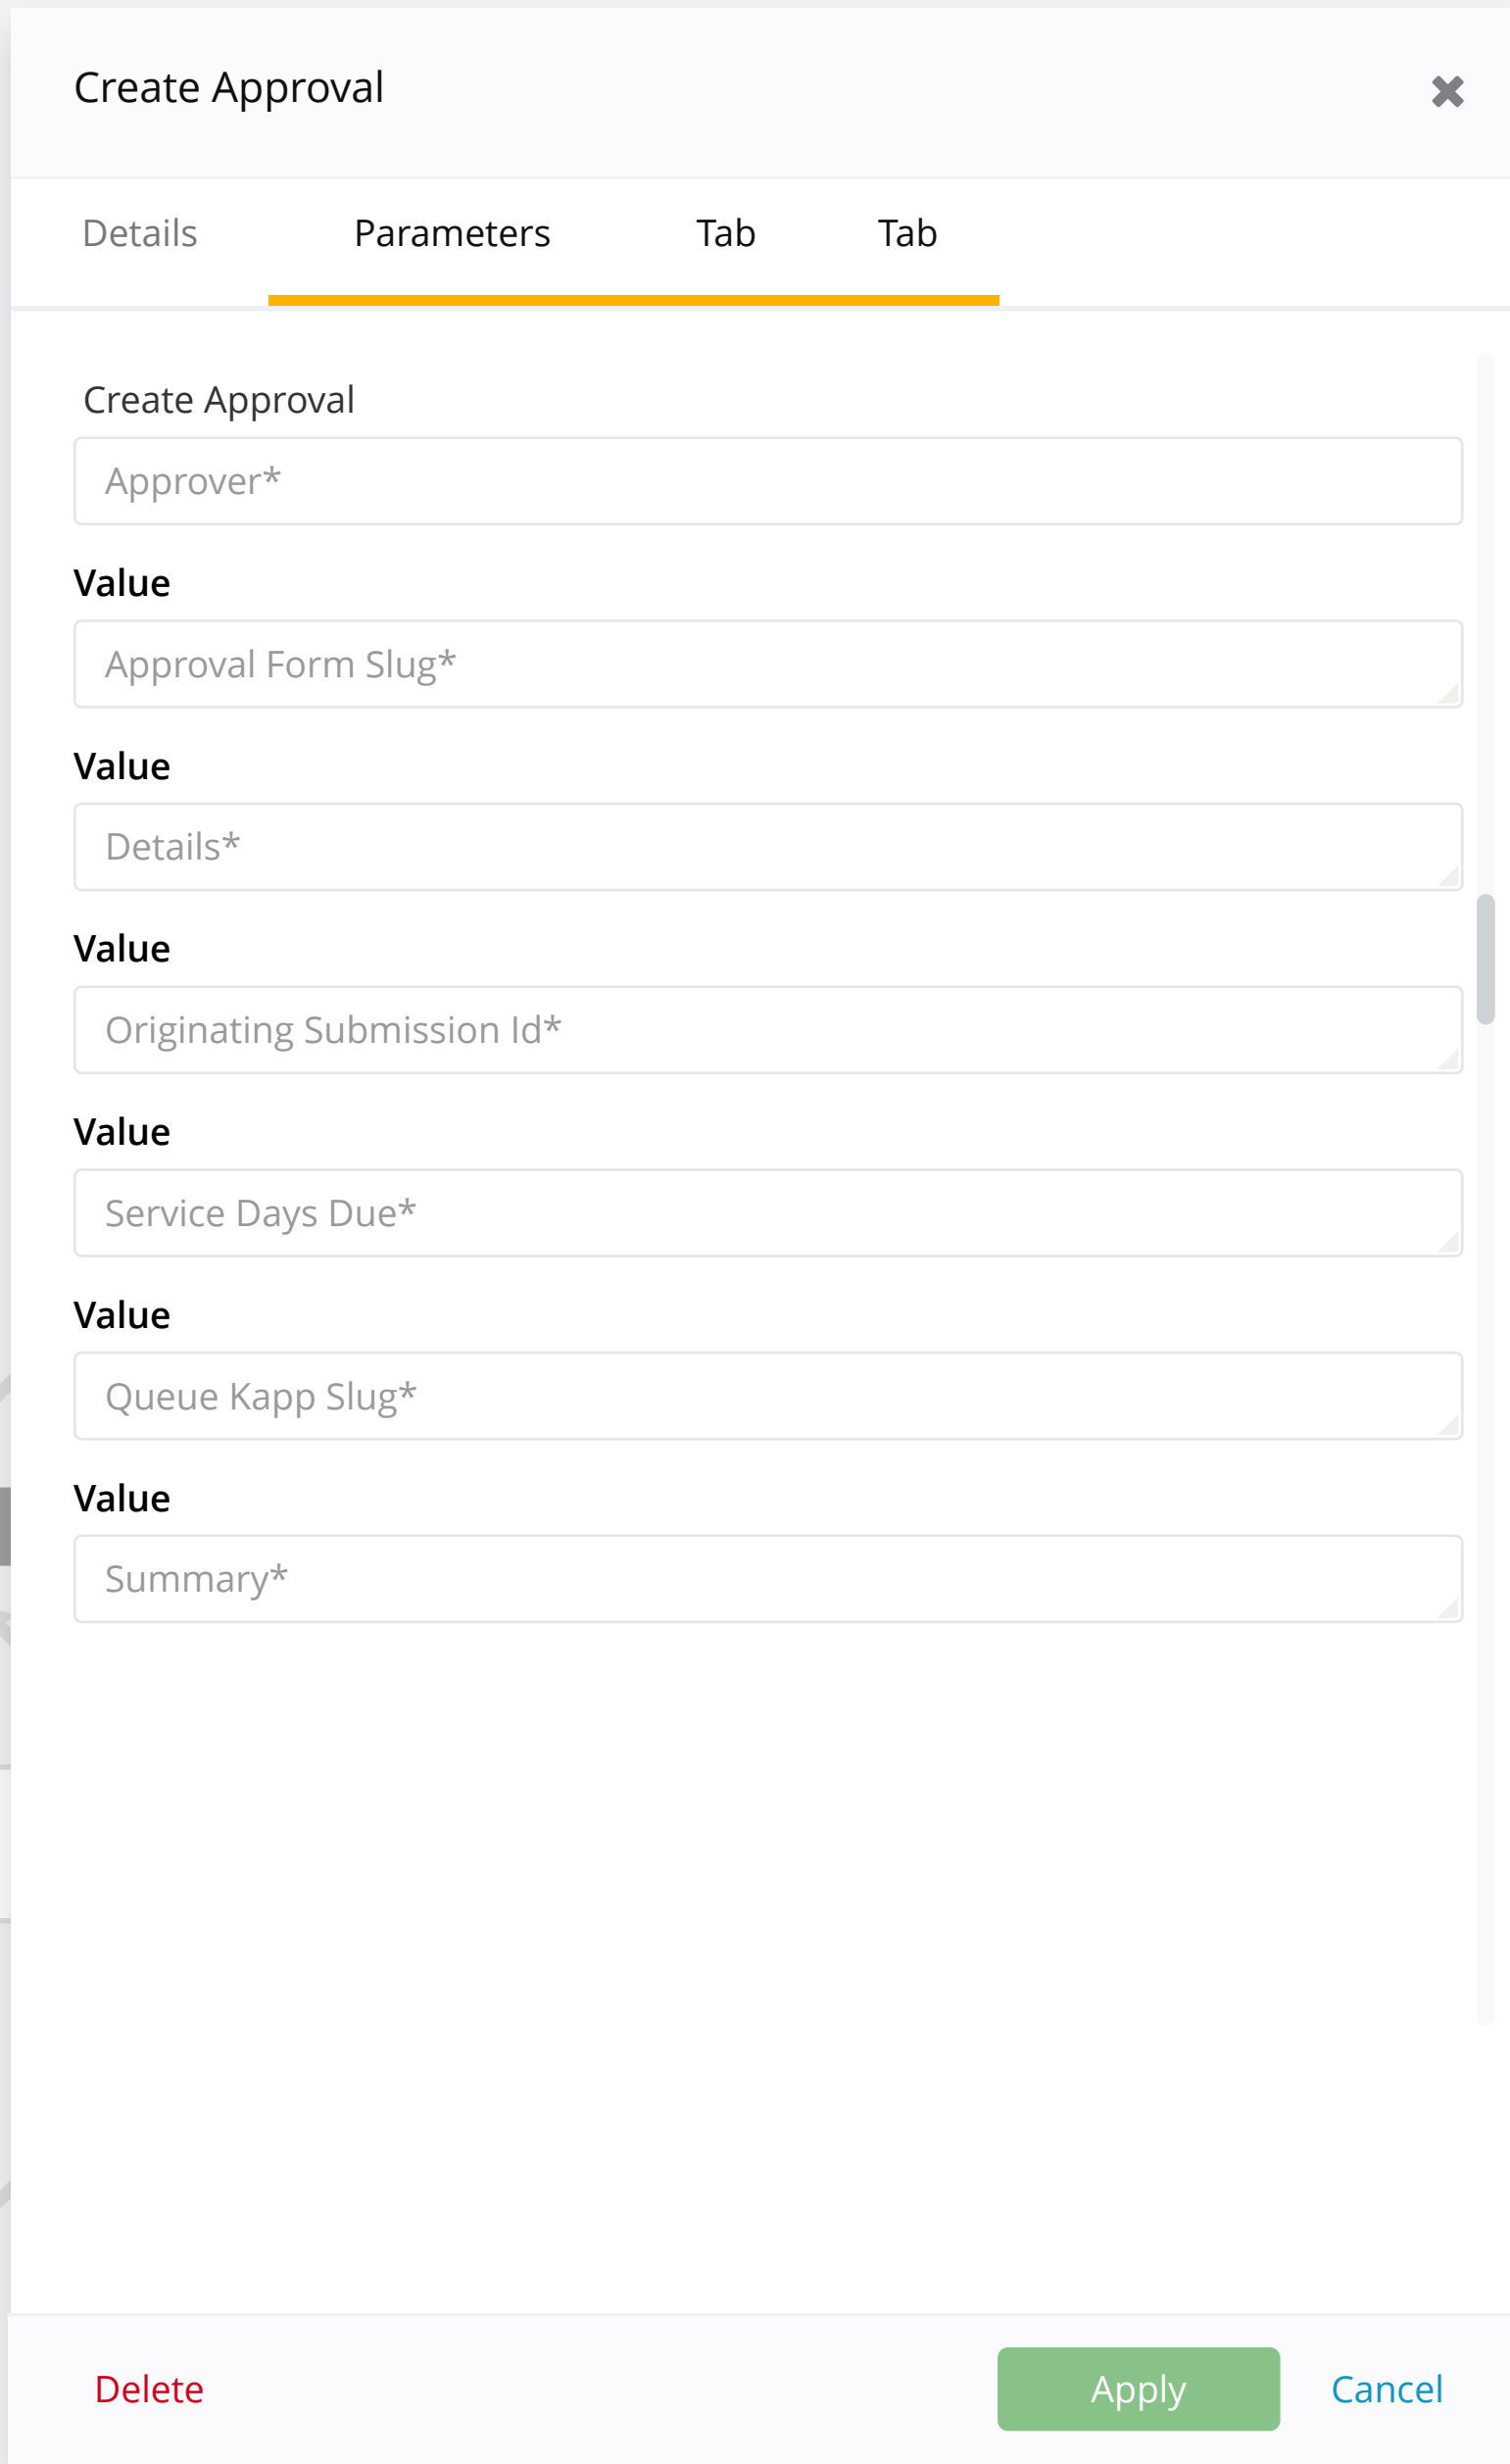 Create Approval
Details Parameters Tab Tab
Create Approval
Approver*
Value
Approval Form Slug*
Value
Details*
Value
Originating Submission Id*
Value
Service Days Due*
Value
Queue Kapp Slug*
Value
Summary*
Delete Apply Cancel